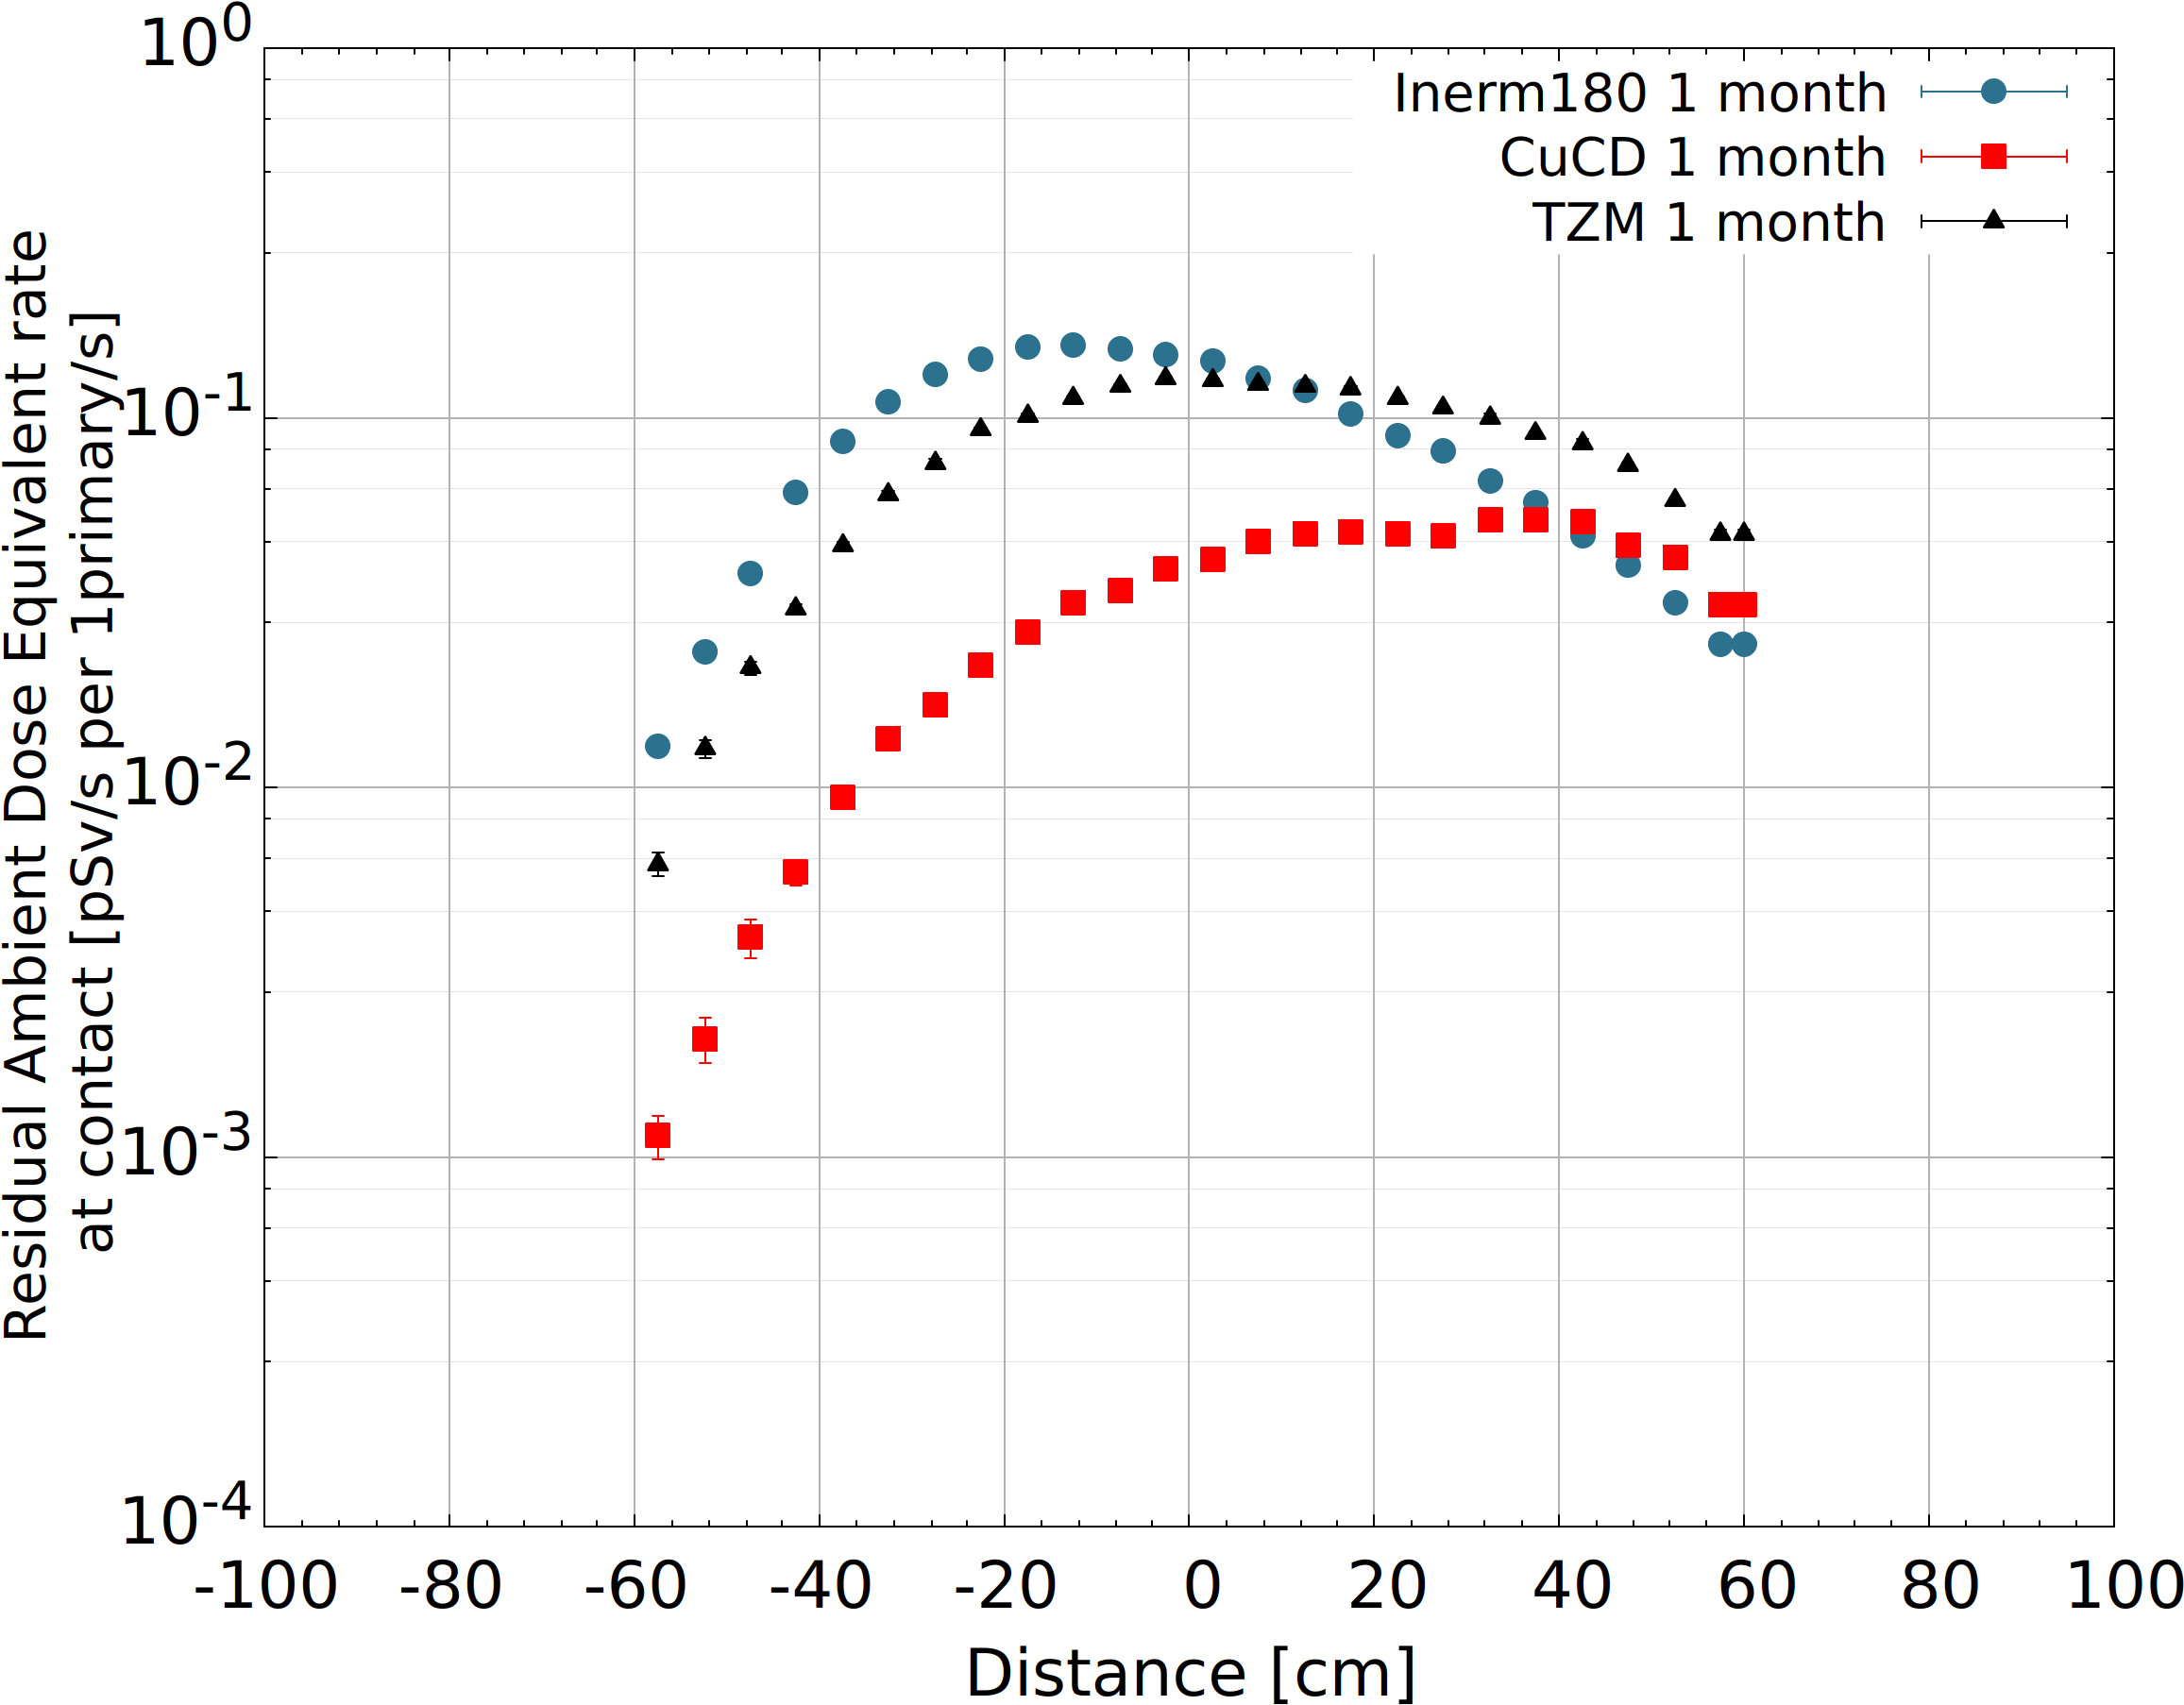 Residual Ambient Dose Equivalent rate
at contact [pSv/s per 1primary/s]
10^0
10^-1
10^-2
10^-3
10^-4
Inerm180 1 month
CuCD 1 month
TZM 1 month
-100 -80 -60 -40 -20 0 20 40 60 80 100
Distance [cm]